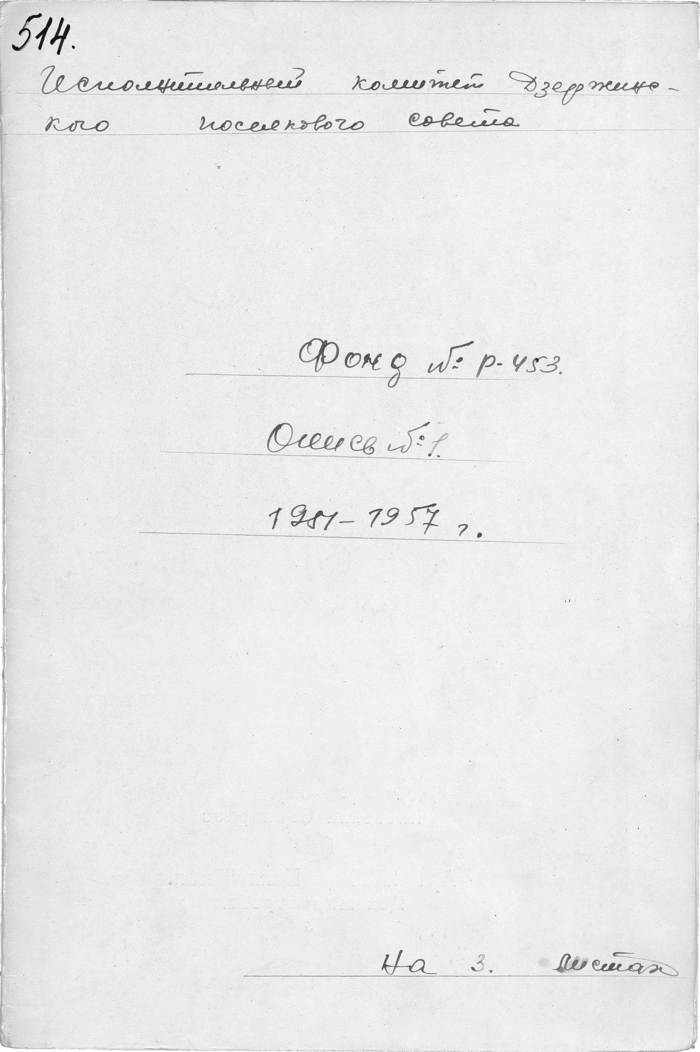 514.
Исполнительный комитет Дзержинс-
кого поселкового совета
Фонд № р-453.
Опись № 1.
1951-1957 г.
На 3. листах